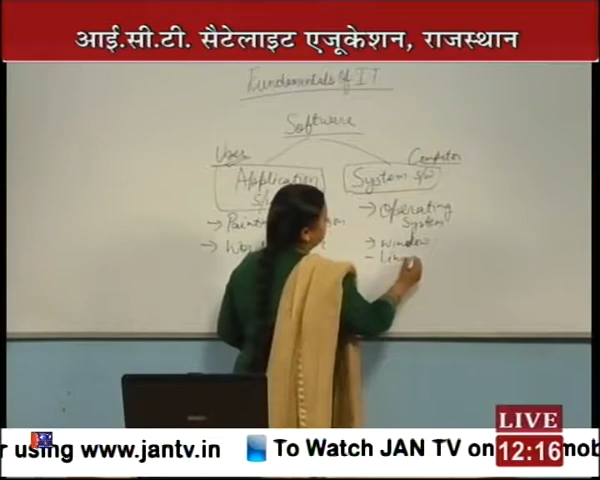 आई.सी.टी. सैटेलाइट एजूकेशन, राजस्थान
Fundamentals of IT
Software
User
Computer
Application
System s/w
s/
→ Operating
System
→ Window
LIVE
12:16
using www.jantv.in To Watch JAN TV on mob